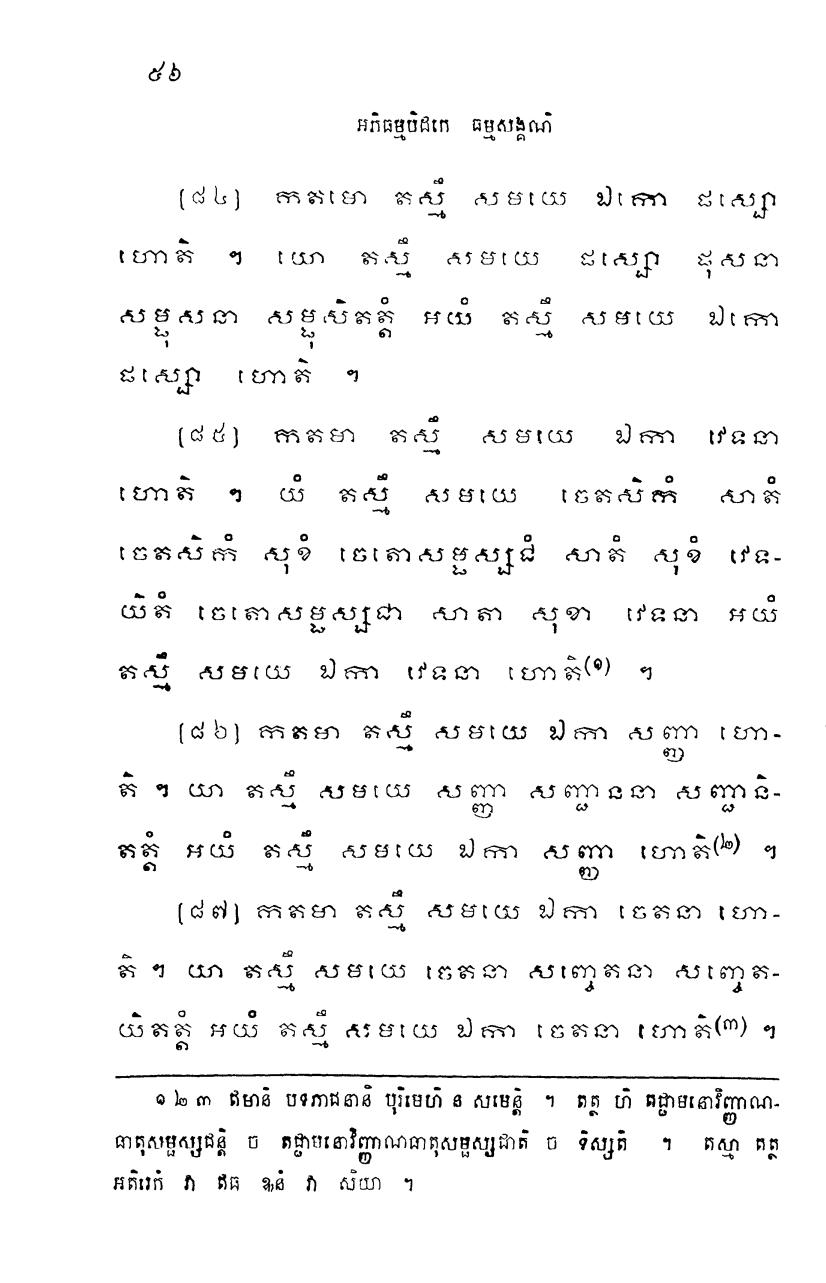 ៥៦
អភិធម្មបិដកេ ធម្មសង្គណិ
(៨៤) កតមោ តស្មឹ សមយេ ឯកោ ផស្សោ
ហោតិ ។ យោ តស្មឹ សមយេ ផស្សោ ផុសនា
សម្ផុសនា សម្ផុសិតត្តំ អយំ តស្មឹ សមយេ ឯកោ
ផស្សោ ហោតិ ។
(៨៥) កតមា តស្មឹ សមយេ ឯកា វេទនា
ហោតិ ។ យំ តស្មឹ សមយេ ចេតសិកំ សាតំ
ចេតសិកំ សុខំ ចេតោសម្ផស្សជំ សាតំ សុខំ វេទ-
យិតំ ចេតោសម្ផស្សជា សាតា សុខា វេទនា អយំ
តស្មឹ សមយេ ឯកា វេទនា ហោតិ(១) ។
(៨៦) កតមា តស្មឹ សមយេ ឯកា សញ្ញា ហោ-
តិ ។ យា តស្មឹ សមយេ សញ្ញា សញ្ជាននា សញ្ជានិ-
តត្តំ អយំ តស្មឹ សមយេ ឯកា សញ្ញា ហោតិ(២) ។
(៨៧) កតមា តស្មឹ សមយេ ឯកា ចេតនា ហោ-
តិ ។ យា តស្មឹ សមយេ ចេតនា សញ្ចេតនា សញ្ចេត-
យិតត្តំ អយំ តស្មឹ សមយេ ឯកា ចេតនា ហោតិ(៣) ។
១ ២ ៣ ឥមានិ បទភាជនានិ បុរិមេហិ ន សមេន្តិ ។ តត្ថ ហិ តជ្ជាមនោវិញ្ញាណ-
ធាតុសម្ផស្សជន្តិ ច តជ្ជាមនោវិញ្ញាណធាតុសម្ផស្សជាតិ ច ទិស្សតិ ។ តស្មា តត្ថ
អតិរេកំ វា ឥធ ឩនំ វា សិយា ។